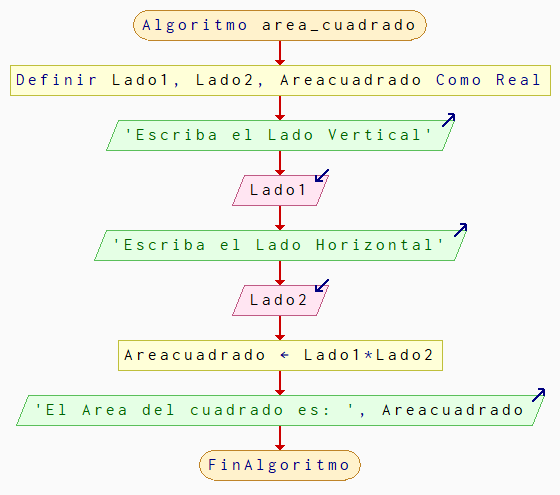 Algoritmo area_cuadrado
Definir Lado1, Lado2, Areacuadrado Como Real
'Escriba el Lado Vertical'
Lado1
'Escriba el Lado Horizontal'
Lado2
Areacuadrado ← Lado1*Lado2
'El Area del cuadrado es: ', Areacuadrado
FinAlgoritmo